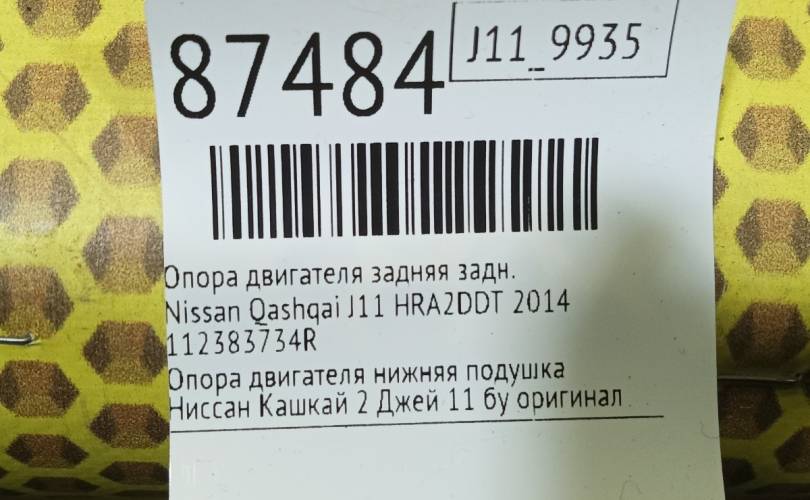 87484
J11_9935
Опора двигателя задняя задн.
Nissan Qashqai J11 HRA2DDT 2014
112383734R
Опора двигателя нижняя подушка
Ниссан Кашкай 2 Джей 11 бу оригинал